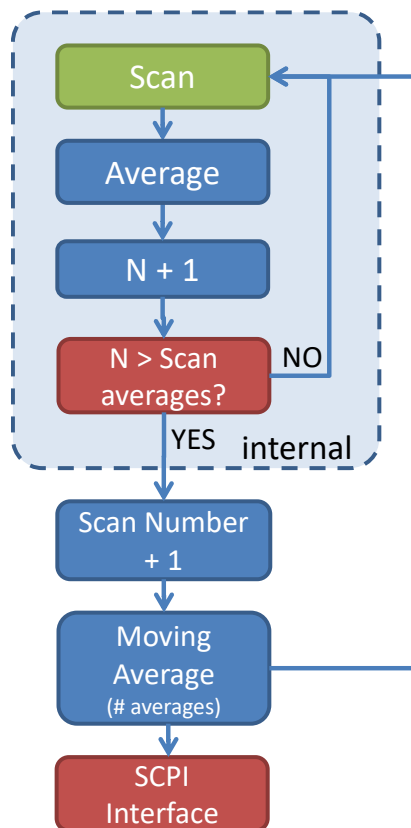 Scan
Average
N + 1
N > Scan
averages?
NO
YES
internal
Scan Number
+ 1
Moving
Average
(# averages)
SCPI
Interface